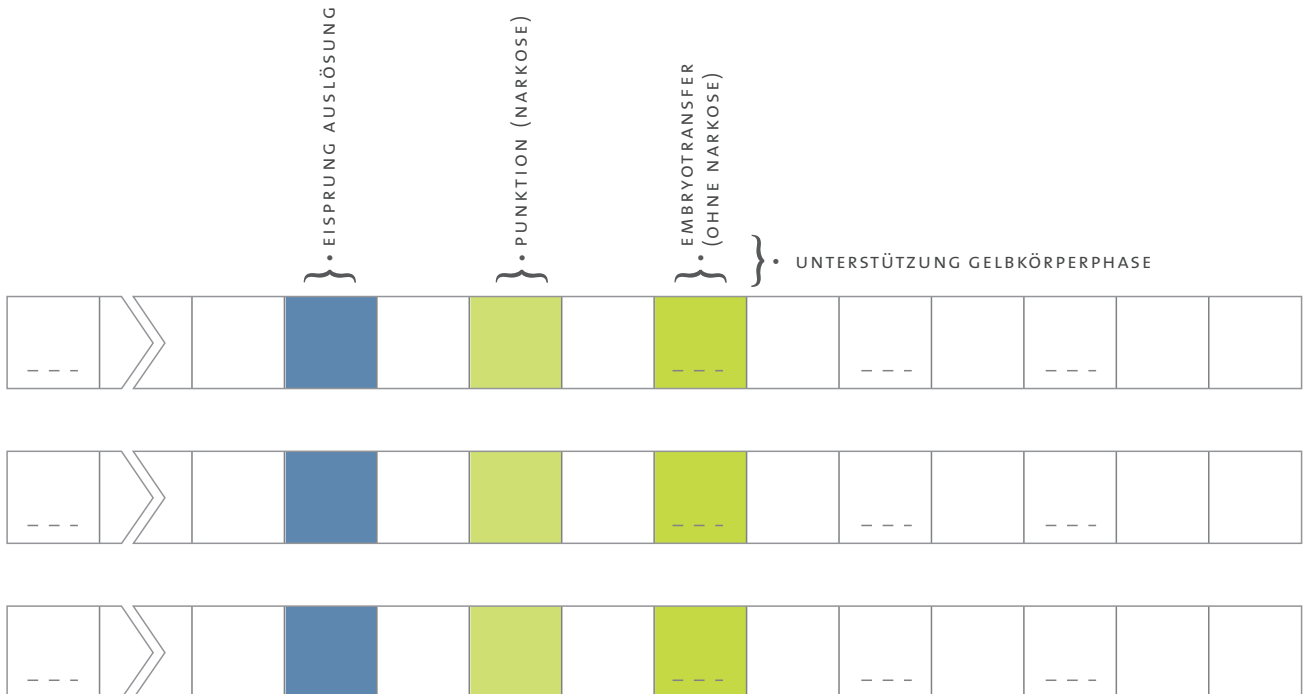 • EISPRUNG AUSLÖSUNG
• PUNKTION (NARKOSE)
• EMBRYOTRANSFER
(OHNE NARKOSE)
• UNTERSTÜTZUNG GELBKÖRPERPHASE